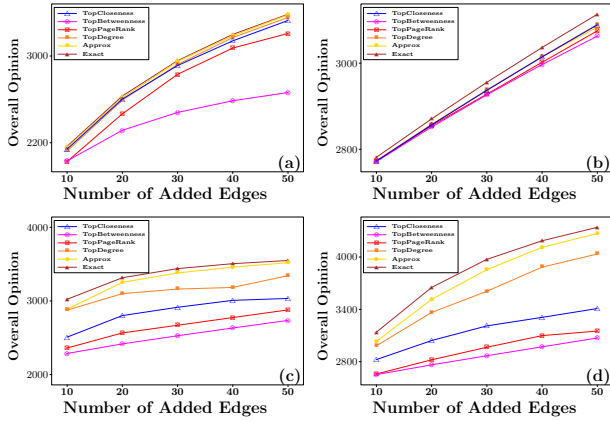 Overall Opinion
3000
2200
TopCloseness
TopBetweenness
TopPageRank
TopDegree
Approx
Exact
(a)
10 20 30 40 50
Number of Added Edges
Overall Opinion
3000
2800
TopCloseness
TopBetweenness
TopPageRank
TopDegree
Approx
Exact
(b)
10 20 30 40 50
Number of Added Edges
Overall Opinion
4000
3000
2000
TopCloseness
TopBetweenness
TopPageRank
TopDegree
Approx
Exact
(c)
10 20 30 40 50
Number of Added Edges
Overall Opinion
4000
3400
2800
TopCloseness
TopBetweenness
TopPageRank
TopDegree
Approx
Exact
(d)
10 20 30 40 50
Number of Added Edges